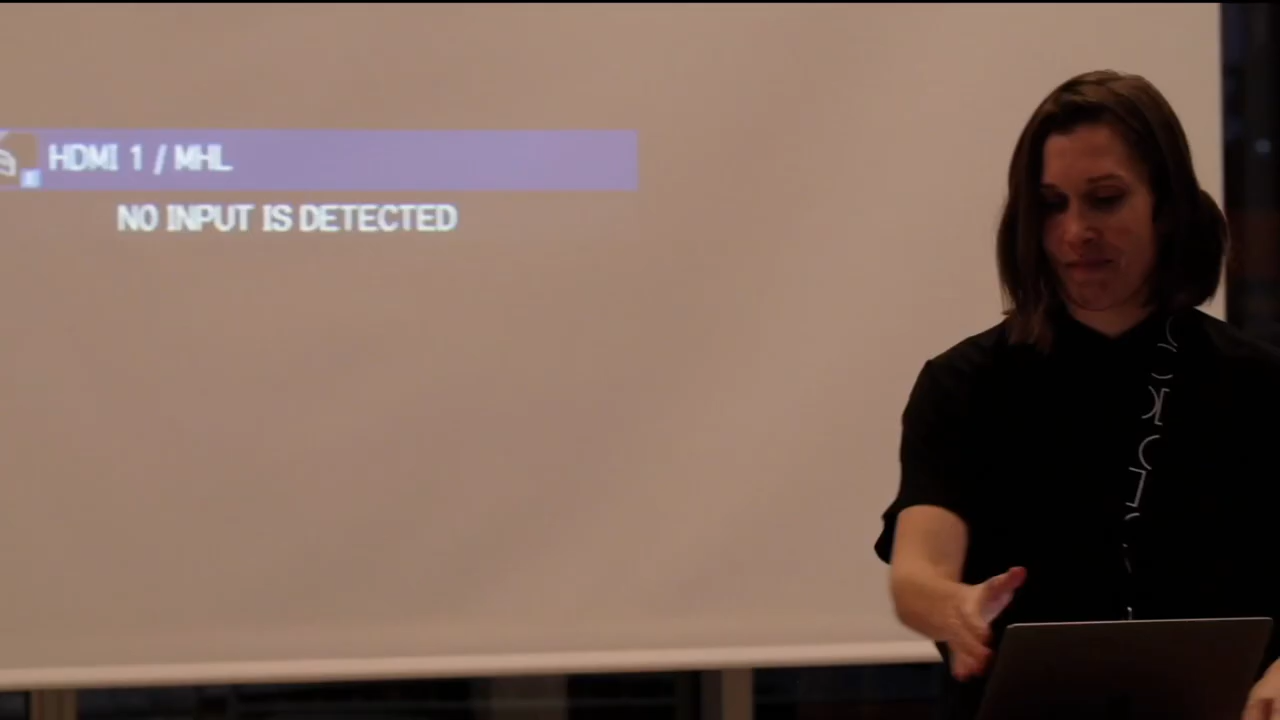 HDMI 1 / MHL
NO INPUT IS DETECTED